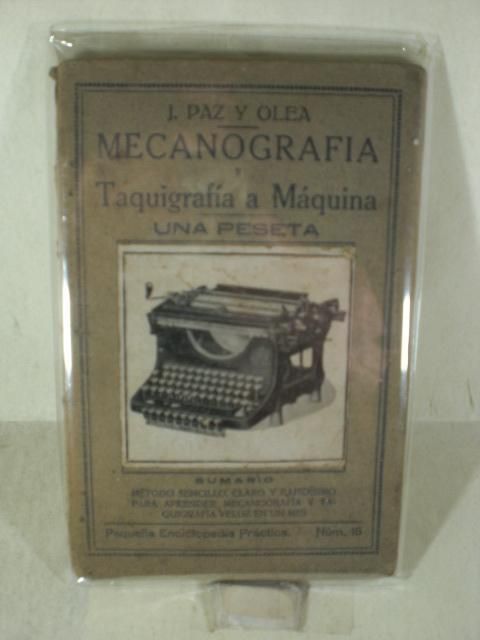 J. PAZ Y OLEA
MECANOGRAFIA
Y
Taquigrafía a Máquina
UNA PESETA
SUMARIO
MÉTODO SENCILLO, CLARO Y RAPIDÍSIMO
PARA APRENDER MECANOGRAFÍA Y TA-
QUIGRAFÍA VELOZ EN UN MES
Pequeña Enciclopedia Práctica. Núm. 16